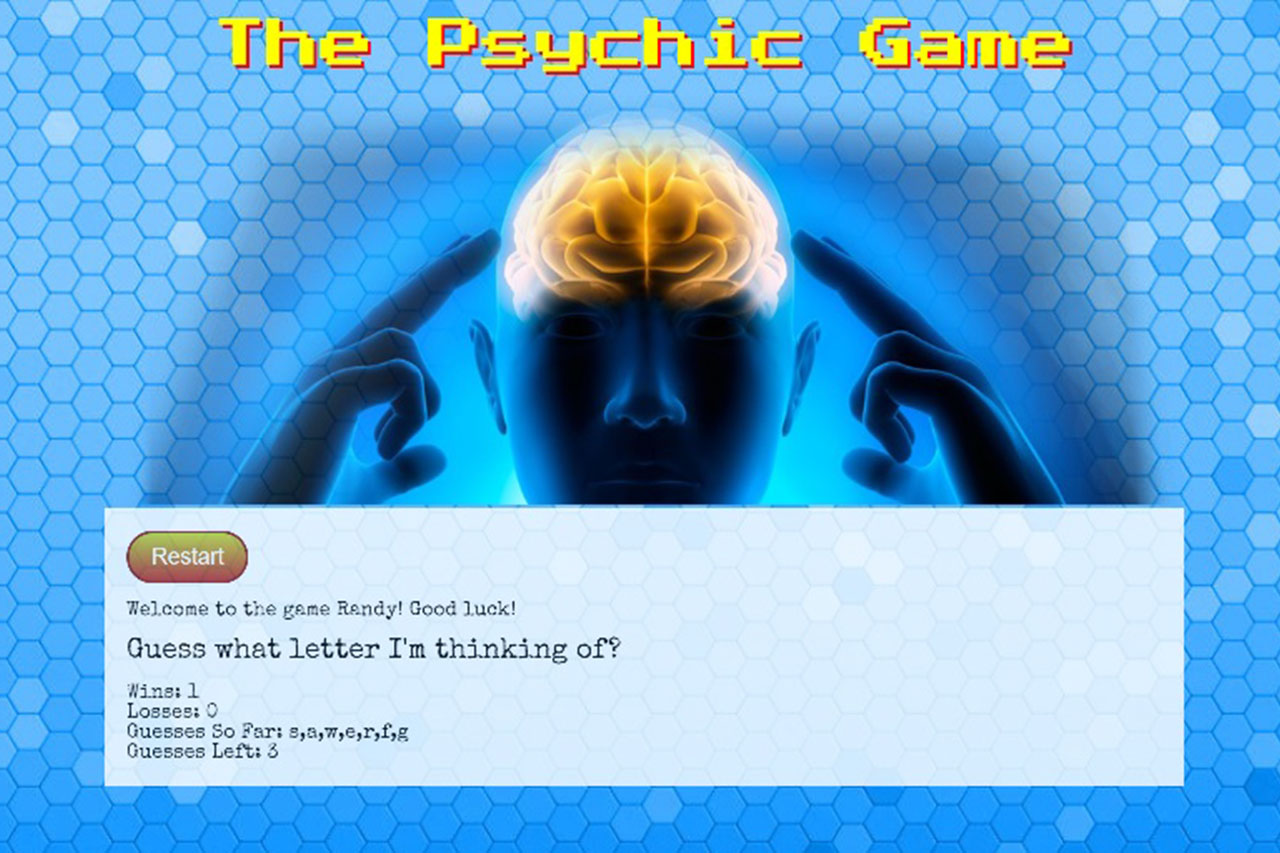 The Psychic Game
Restart
Welcome to the game Randy! Good luck!
Guess what letter I'm thinking of?
Wins: 1
Losses: 0
Guesses So Far: s,a,w,e,r,f,g
Guesses Left: 3